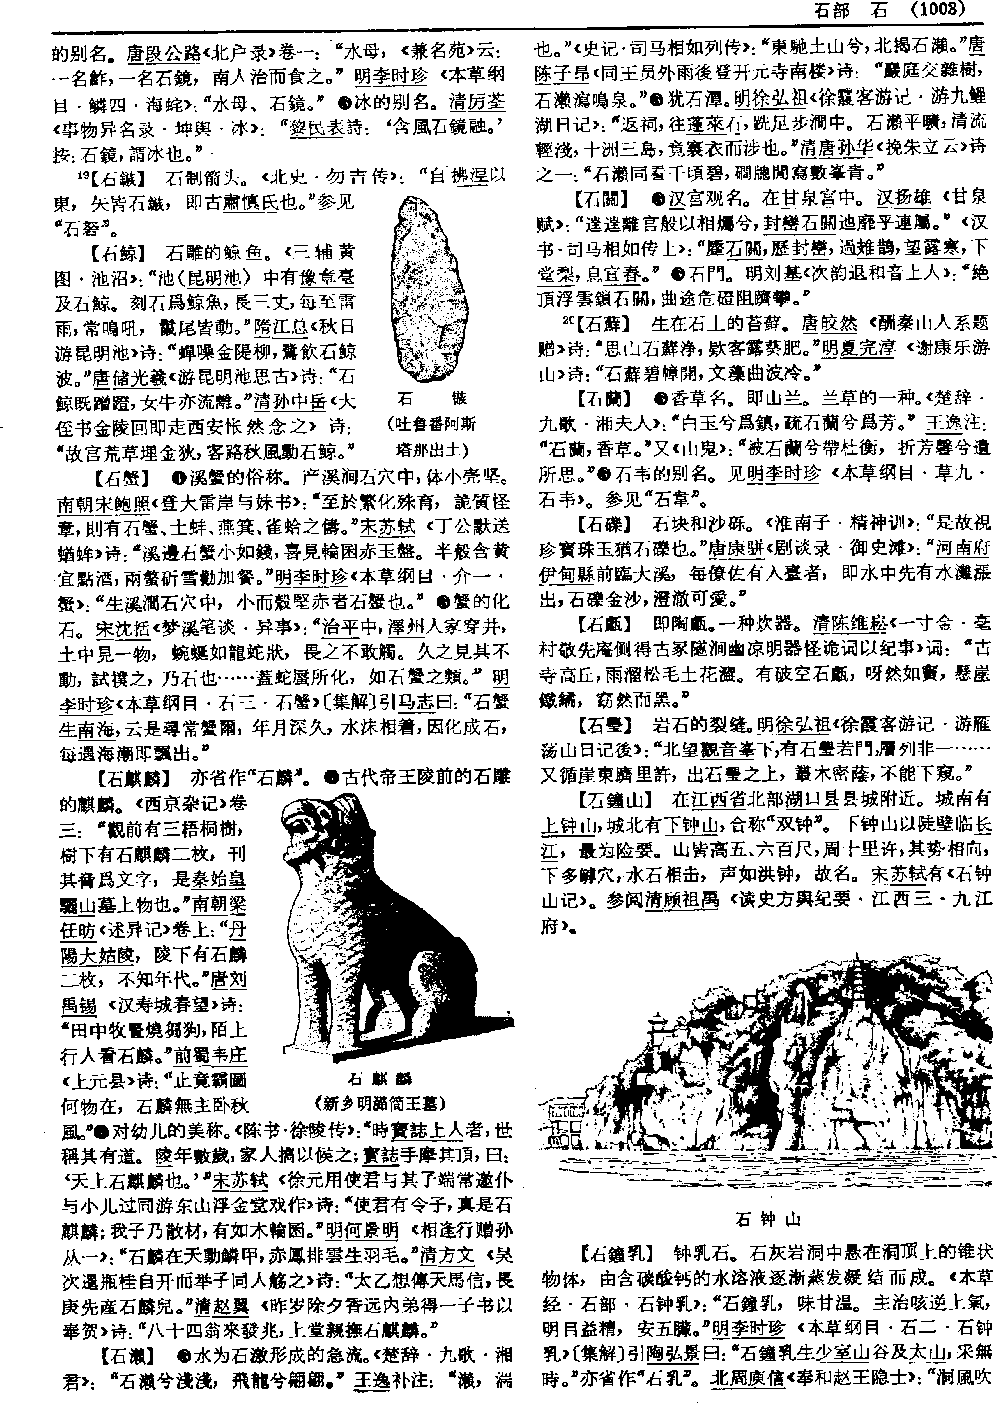 石部 石 (1003)
的别名。唐段公路《北户录》卷一：“水母，《兼名苑》云：
一名鲊，一名石鏡，南人治而食之。”明李时珍《本草纲
目·鳞四·海蛇》：“水母、石鏡。”❸冰的别名。清厉荃
《事物异名录·坤舆·冰》：“黎民表詩：‘含風石镜融。’
按：石鏡，謂冰也。”
19【石鏃】 石制箭头。《北史·勿吉传》：“自拂涅以
東，矢皆石鏃，即古肅慎氏也。”参见
“石砮”。
【石鲸】 石雕的鲸鱼。《三辅黄
图·池沼》：“池（昆明池）中有豫章臺
及石鲸。刻石爲鲸魚，長三丈，每至雷
雨，常鳴吼，鬣尾皆動。”隋江总《秋日
游昆明池》诗：“蟬噪金隄柳，鷺飲石鲸
波。”唐储光羲《游昆明池思古》诗：“石
鲸既蹭蹬，女牛亦流離。”清孙中岳《大
侄书金陵回即走西安怅然念之》诗：
“故宫荒草埋金狄，客路秋風動石鲸。”
石 鏃
（吐鲁番阿斯
塔那出土）
【石蟹】 ❶溪蟹的俗称。产溪涧石穴中，体小壳坚。
南朝宋鲍照《登大雷岸与妹书》：“至於繁化殊育，詭質怪
章，則有石蟹、土蚌、燕箕、雀蛤之儔。”宋苏轼《丁公默送
蝤蛑》诗：“溪邊石蟹小如錢，喜見輪囷赤玉盤。半殼含黄
宜點酒，兩螯斫雪勸加餐。”明李时珍《本草纲目·介一·
蟹》：“生溪澗石穴中，小而殼堅赤者石蟹也。”❷蟹的化
石。宋沈括《梦溪笔谈·异事》：“治平中，澤州人家穿井，
土中見一物，蜿蜒如龍蛇狀，畏之不敢觸。久之見其不
動，試撲之，乃石也……蓋蛇蜃所化，如石蟹之類。”明
李时珍《本草纲目·石三·石蟹》〔集解〕引马志曰：“石蟹
生南海，云是尋常蟹爾，年月深久，水沫相着，因化成石，
每遇海潮即飄出。”
【石麒麟】 亦省作“石麟”。❶古代帝王陵前的石雕
的麒麟。《西京杂记》卷
三：“觀前有三梧桐樹，
樹下有石麒麟二枚，刊
其脅爲文字，是秦始皇
驪山墓上物也。”南朝梁
任昉《述异记》卷上：“丹
陽大姑陵，陵下有石麟
二枚，不知年代。”唐刘
禹锡《汉寿城春望》诗：
“田中牧豎燒芻狗，陌上
行人看石麟。”前蜀韦庄
《上元县》诗：“止竟霸圖
何物在，石麟無主卧秋
風。”❷对幼儿的美称。《陈书·徐陵传》：“時寶誌上人者，世
稱其有道。陵年數歲，家人擕以候之；寶誌手摩其頂，曰：
‘天上石麒麟也。’”宋苏轼《徐元用使君与其子端常邀仆
与小儿过同游东山浮金堂戏作》诗：“使君有令子，真是石
麒麟；我子乃散材，有如木輪囷。”明何景明《相逢行赠孙
从一》：“石麟在天動鱗甲，赤鳳排雲生羽毛。”清方文《吴
次還瓶桂自开而举子同人觞之》诗：“太乙想傳天馬信，長
庚先産石麟兒。”清赵翼《昨岁除夕香远内弟得一子书以
奉贺》诗：“八十四翁來發兆，上堂親撫石麒麟。”
石 麒 麟
（新乡明潞简王墓）
【石瀨】 ❶水为石激形成的急流。《楚辞·九歌·湘
君》：“石瀨兮淺淺，飛龍兮翩翩。”王逸补注：“瀨，湍
也。”《史记·司马相如列传》：“東馳土山兮，北揭石瀨。”唐
陈子昂《同王员外雨後登开元寺南楼》诗：“巖庭交雜樹，
石瀨瀉鳴泉。”❷犹石潭。明徐弘祖《徐霞客游记·游九鲤
湖日记》：“返祠，往蓬萊石，跣足步澗中。石瀨平曠，清流
輕淺，十洲三島，竟褰衣而涉也。”清唐孙华《挽朱立云》诗
之一：“石瀨同看千頃碧，磵牕閒寫數峯青。”
【石關】 ❶汉宫观名。在甘泉宫中。汉扬雄《甘泉
赋》：“遠遠離宫般以相爥兮，封巒石關迆靡乎連屬。”《汉
书·司马相如传上》：“蹷石關，歷封巒，過雉鵲，望露寒，下
堂梨，息宜春。”❷石門。明刘基《次韵退和音上人》：“絶
頂浮雲鎖石關，曲途危磴阻躋攀。”
20【石蘚】 生在石上的苔藓。唐皎然《酬秦山人系题
赠》诗：“思山石蘚净，欵客露葵肥。”明夏完淳《谢康乐游
山》诗：“石蘚碧幛開，文藻曲波冷。”
【石蘭】 ❶香草名。即山兰。兰草的一种。《楚辞·
九歌·湘夫人》：“白玉兮爲鎮，疏石蘭兮爲芳。”王逸注：
“石蘭，香草。”又《山鬼》：“被石蘭兮帶杜衡，折芳馨兮遺
所思。”❷石韦的别名。见明李时珍《本草纲目·草九·
石韦》。参见“石韋”。
【石礫】 石块和沙砾。《淮南子·精神训》：“是故視
珍寶珠玉猶石礫也。”唐康骈《剧谈录·御史滩》：“河南府
伊甸縣前臨大溪，每僚佐有入臺者，即水中先有水灘漲
出，石礫金沙，澄澈可愛。”
【石甗】 即陶甗。一种炊器。清陈维崧《一寸金·亳
村敬先庵侧得古冢隧洞幽凉明器怪诡词以纪事》词：“古
寺高丘，雨溜松毛土花澀。有破空石甗，呀然如竇，懸崖
鐵繘，窈然而黑。”
【石璺】 岩石的裂缝。明徐弘祖《徐霞客游记·游雁
荡山日记後》：“北望觀音峯下，有石璺若門，層列非一……
又循崖東躋里許，出石璺之上，叢木密蔭，不能下窺。”
【石鐘山】 在江西省北部湖口县县城附近。城南有
上钟山，城北有下钟山，合称“双钟”。下钟山以陡壁临长
江，最为险要。山皆高五、六百尺，周十里许，其势相向，
下多罅穴，水石相击，声如洪钟，故名。宋苏轼有《石钟
山记》。参阅清顾祖禹《读史方舆纪要·江西三·九江
府》。
石 钟 山
【石鐘乳】 钟乳石。石灰岩洞中悬在洞顶上的锥状
物体，由含碳酸钙的水溶液逐渐蒸发凝结而成。《本草
经·石部·石钟乳》：“石鐘乳，味甘温。主治咳逆上氣，
明目益精，安五臟。”明李时珍《本草纲目·石二·石钟
乳》〔集解〕引陶弘景曰：“石鐘乳生少室山谷及太山，采無
時。”亦省作“石乳”。北周庾信《奉和赵王隐士》：“洞風吹